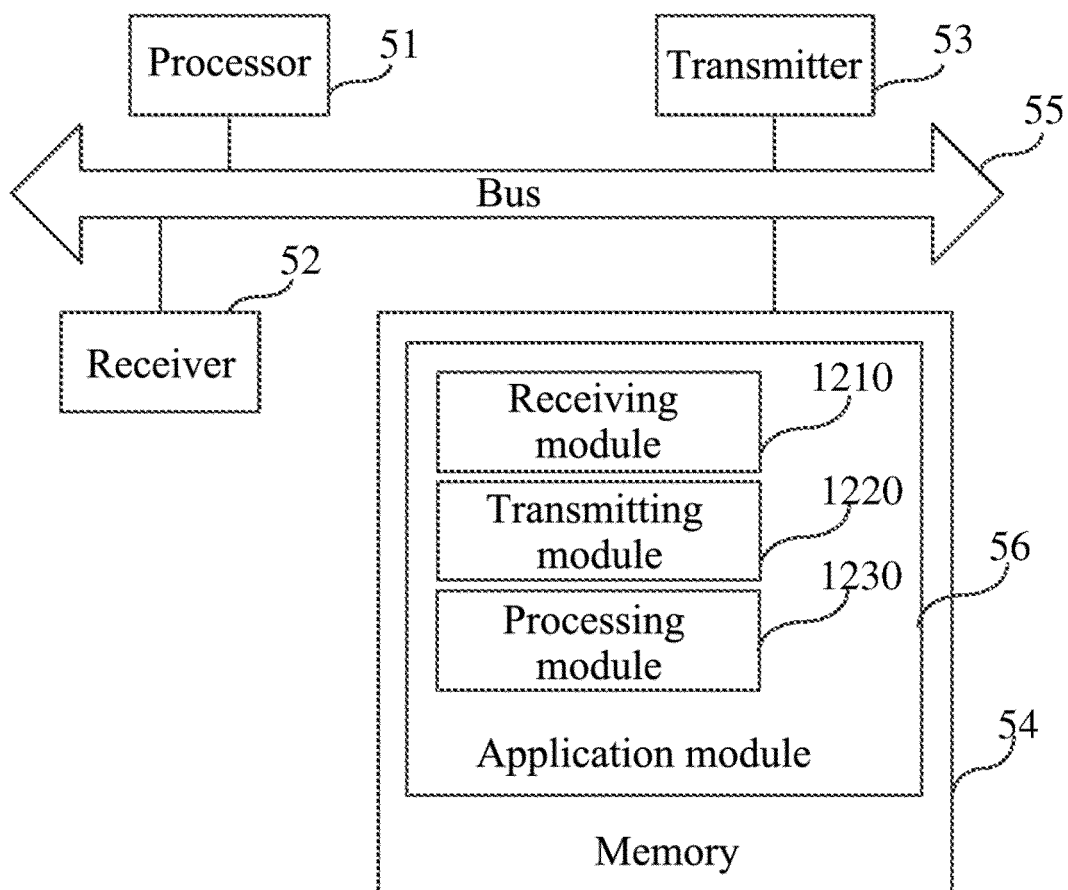 Processor
51
Transmitter
53
55
Bus
52
Receiver
Receiving
module
1210
Transmitting
module
1220
Processing
module
1230
56
Application module
54
Memory